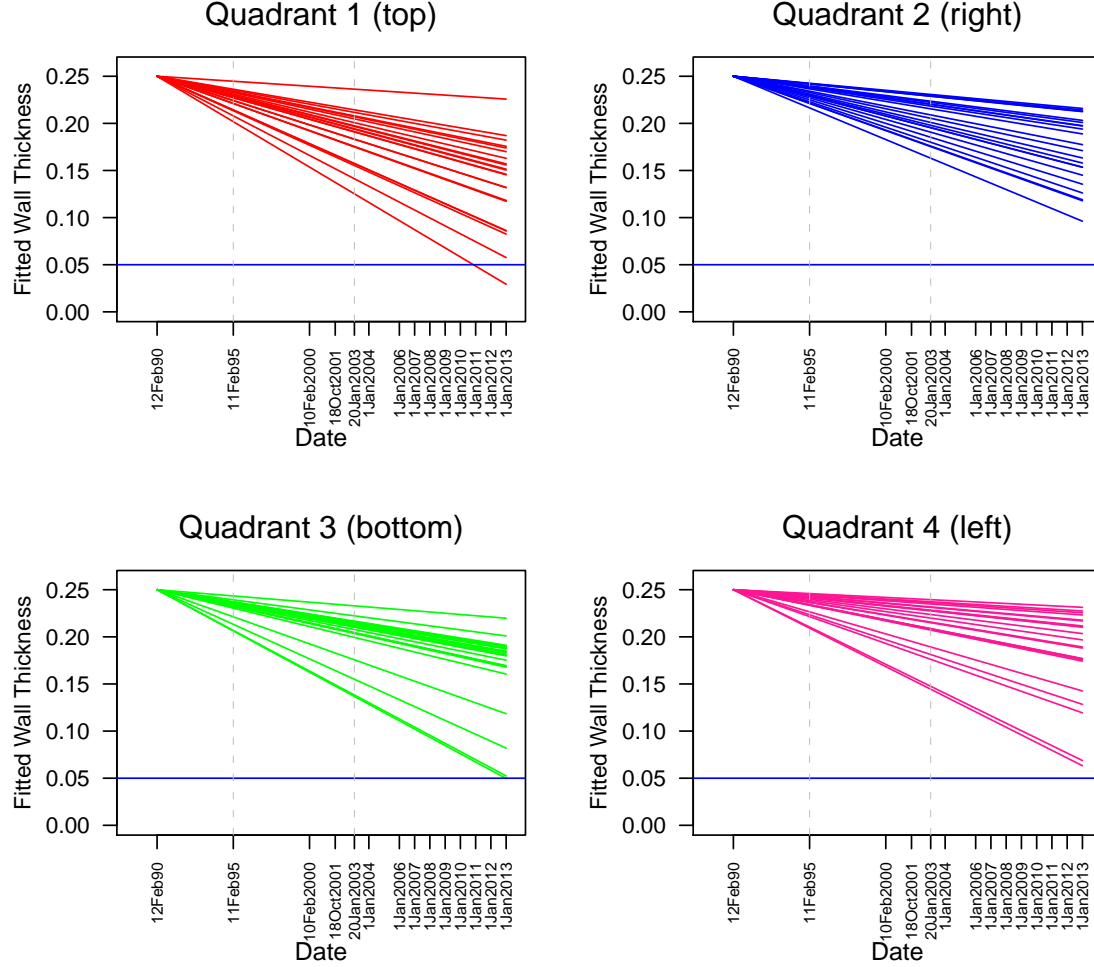 Quadrant 1 (top)
Fitted Wall Thickness
0.25
0.20
0.15
0.10
0.05
0.00
12Feb90
11Feb95
10Feb2000
18Oct2001
20Jan2003
1Jan2004
1Jan2006
1Jan2007
1Jan2008
1Jan2009
1Jan2010
1Jan2011
1Jan2012
1Jan2013
Date
Quadrant 2 (right)
Fitted Wall Thickness
0.25
0.20
0.15
0.10
0.05
0.00
12Feb90
11Feb95
10Feb2000
18Oct2001
20Jan2003
1Jan2004
1Jan2006
1Jan2007
1Jan2008
1Jan2009
1Jan2010
1Jan2011
1Jan2012
1Jan2013
Date
Quadrant 3 (bottom)
Fitted Wall Thickness
0.25
0.20
0.15
0.10
0.05
0.00
12Feb90
11Feb95
10Feb2000
18Oct2001
20Jan2003
1Jan2004
1Jan2006
1Jan2007
1Jan2008
1Jan2009
1Jan2010
1Jan2011
1Jan2012
1Jan2013
Date
Quadrant 4 (left)
Fitted Wall Thickness
0.25
0.20
0.15
0.10
0.05
0.00
12Feb90
11Feb95
10Feb2000
18Oct2001
20Jan2003
1Jan2004
1Jan2006
1Jan2007
1Jan2008
1Jan2009
1Jan2010
1Jan2011
1Jan2012
1Jan2013
Date